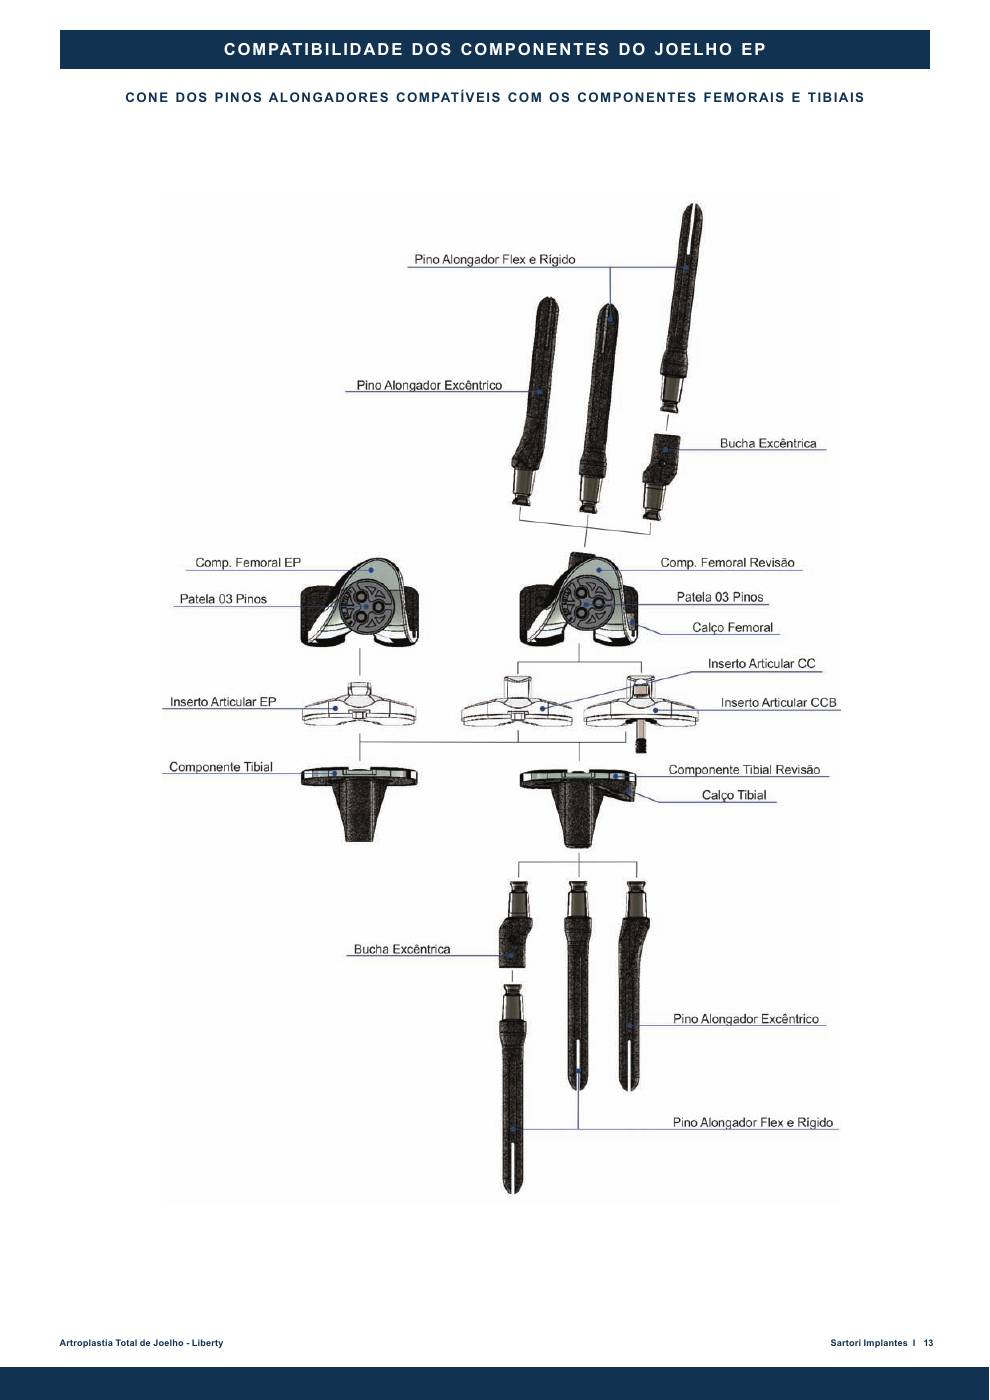 COMPATIBILIDADE DOS COMPONENTES DO JOELHO EP
CONE DOS PINOS ALONGADORES COMPATÍVEIS COM OS COMPONENTES FEMORAIS E TIBIAIS
Pino Alongador Flex e Rígido
Pino Alongador Excêntrico
Bucha Excêntrica
Comp. Femoral EP
Comp. Femoral Revisão
Patela 03 Pinos
Patela 03 Pinos
Calço Femoral
Inserto Articular CC
Inserto Articular EP
Inserto Articular CCB
Componente Tibial
Componente Tibial Revisão
Calço Tibial
Bucha Excêntrica
Pino Alongador Excêntrico
Pino Alongador Flex e Rígido
Artroplastia Total de Joelho - Liberty
Sartori Implantes I 13